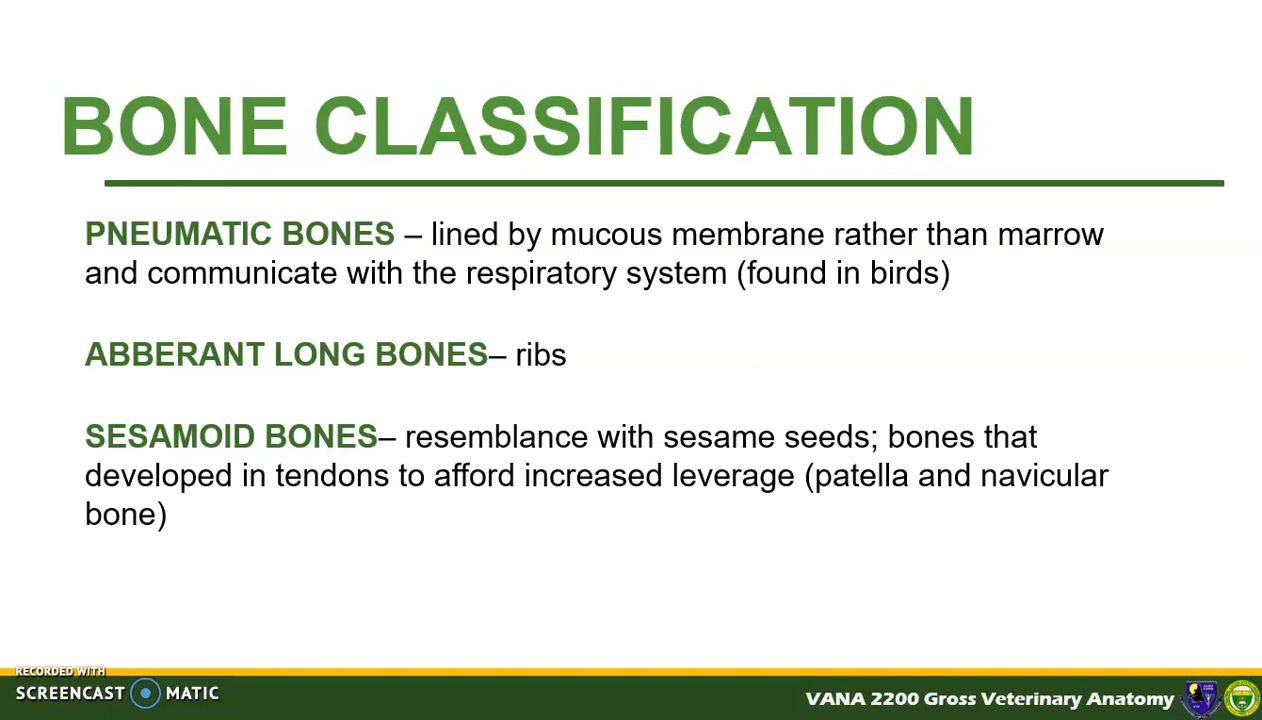 BONE CLASSIFICATION
PNEUMATIC BONES – lined by mucous membrane rather than marrow
and communicate with the respiratory system (found in birds)
ABBERANT LONG BONES– ribs
SESAMOID BONES– resemblance with sesame seeds; bones that
developed in tendons to afford increased leverage (patella and navicular
bone)
RECORDED WITH
SCREENCAST MATIC
VANA 2200 Gross Veterinary Anatomy